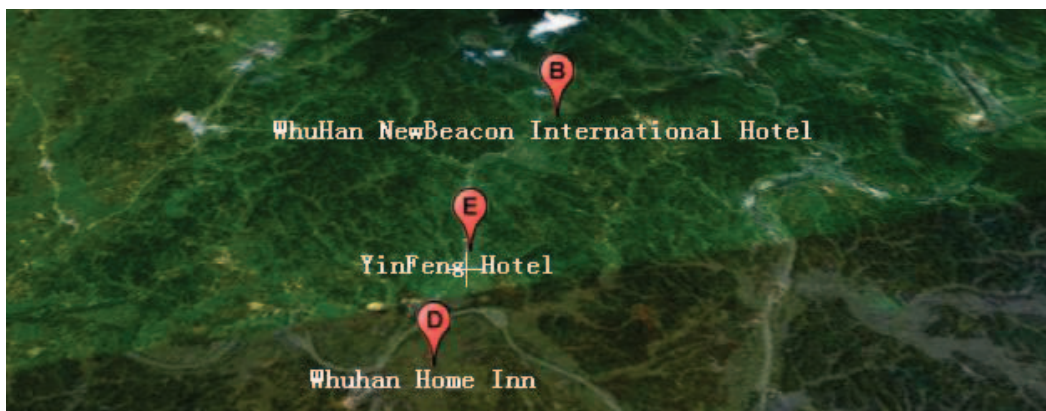 B
WhuHan NewBeacon International Hotel
E
YinFeng Hotel
D
Whuhan Home Inn